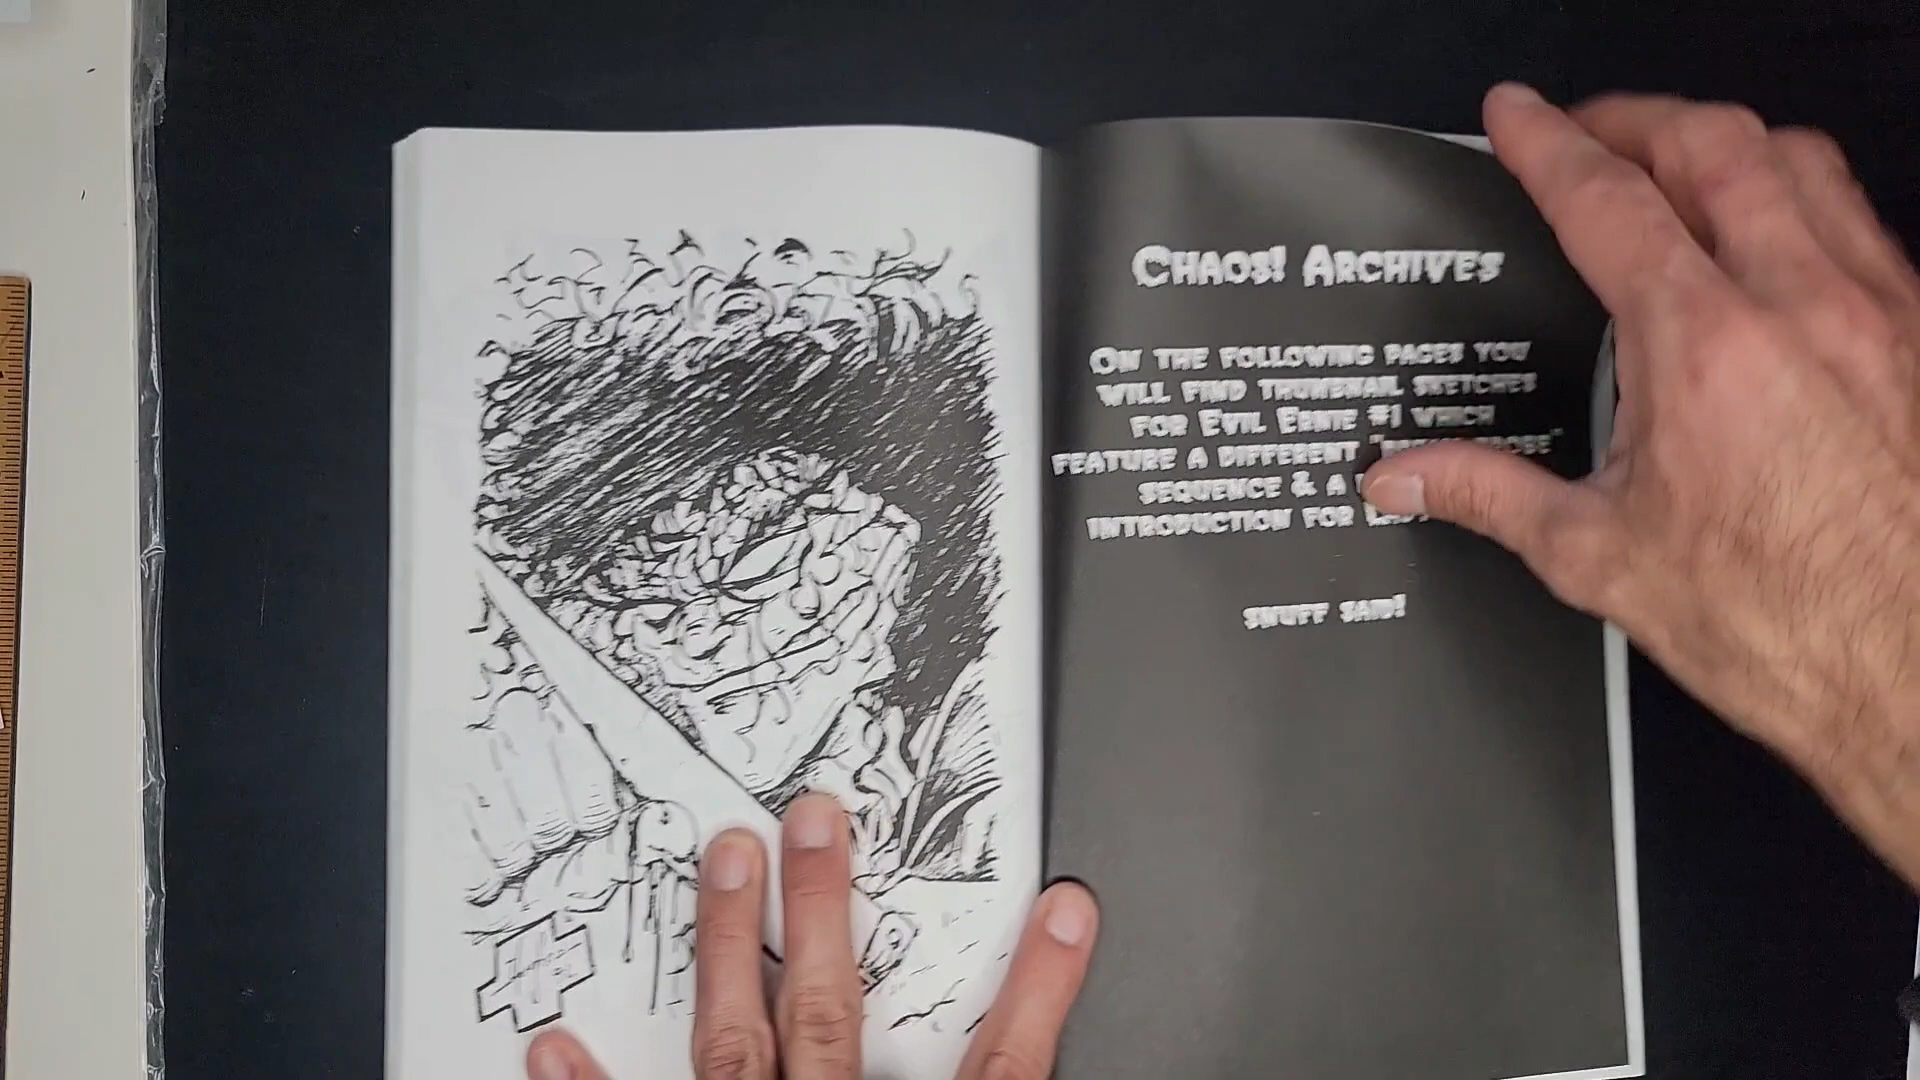 Chaos! Archives
On the following pages you
will find thumbnail sketches
for Evil Ernie #1 which
feature a different
sequence & a
introduction for Lady
snuff said!